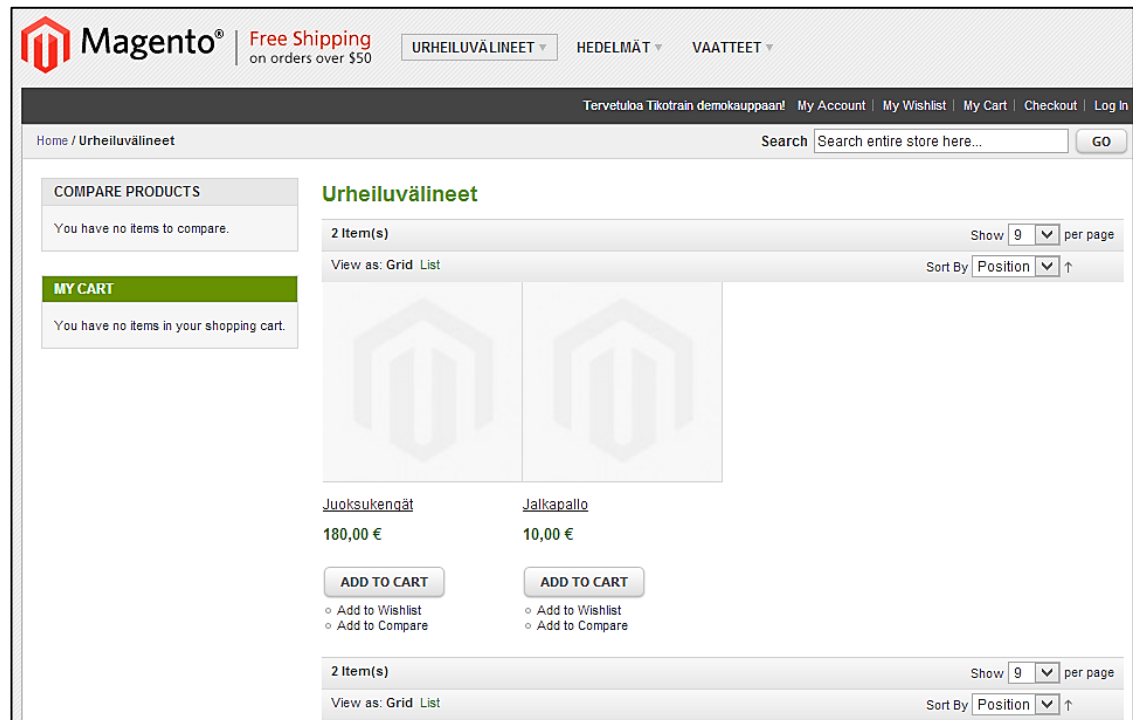 Magento®
Free Shipping
on orders over $50
URHEILUVÄLINEET HEDELMÄT VAATTEET
Tervetuloa Tikotrain demokauppaan! My Account | My Wishlist | My Cart | Checkout | Log In
Home / Urheiluvälineet
Search Search entire store here... GO
COMPARE PRODUCTS
You have no items to compare.
MY CART
You have no items in your shopping cart.
Urheiluvälineet
2 Item(s) Show 9 per page
View as: Grid List Sort By Position ↑
Juoksukengät Jalkapallo
180,00 € 10,00 €
ADD TO CART ADD TO CART
Add to Wishlist Add to Wishlist
Add to Compare Add to Compare
2 Item(s) Show 9 per page
View as: Grid List Sort By Position ↑